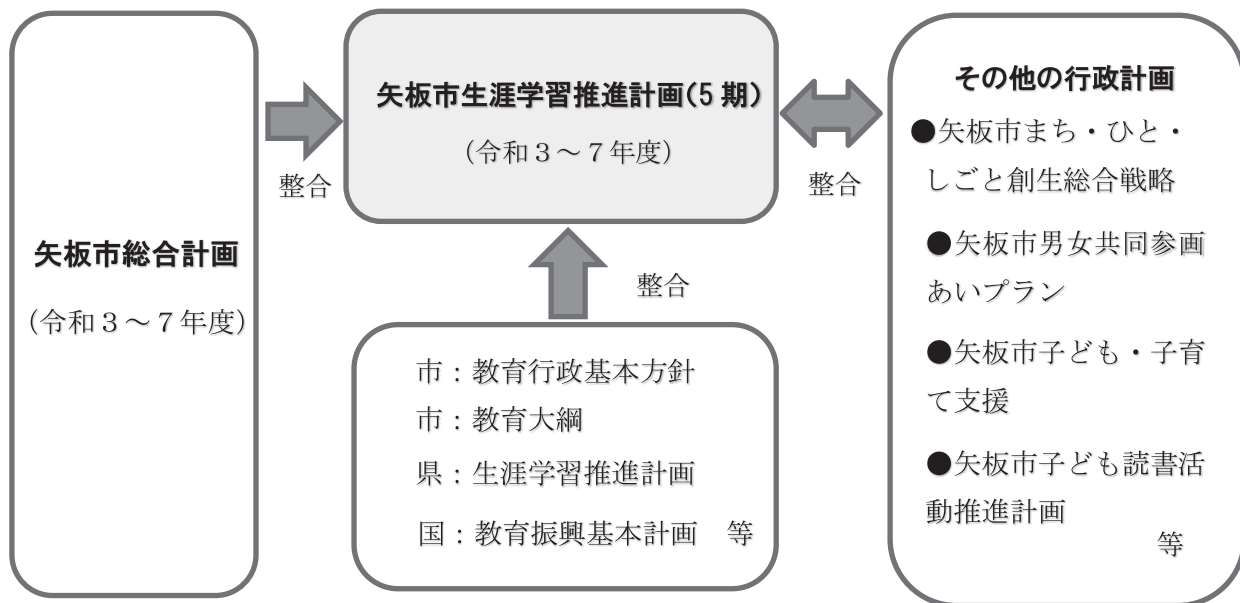 矢板市総合計画
（令和３～７年度）
整合
矢板市生涯学習推進計画（５期）
（令和３～７年度）
整合
整合
市：教育行政基本方針
市：教育大綱
県：生涯学習推進計画
国：教育振興基本計画　等
その他の行政計画
●矢板市まち・ひと・
しごと創生総合戦略
●矢板市男女共同参画
あいプラン
●矢板市子ども・子育
て支援
●矢板市子ども読書活
動推進計画
等